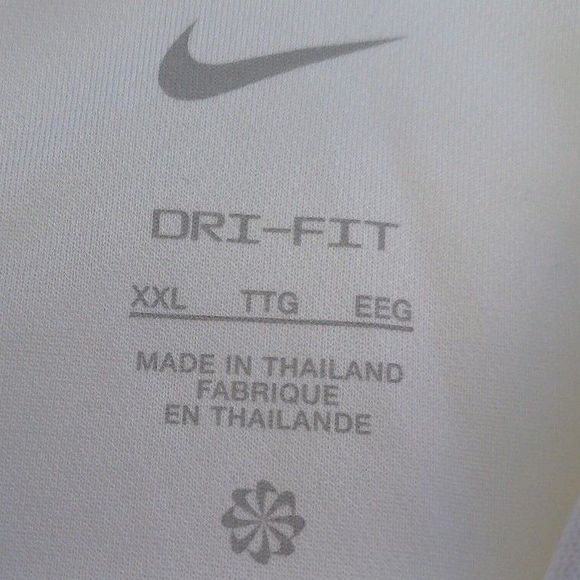 DRI-FIT
XXL TTG EEG
MADE IN THAILAND
FABRIQUE
EN THAILANDE